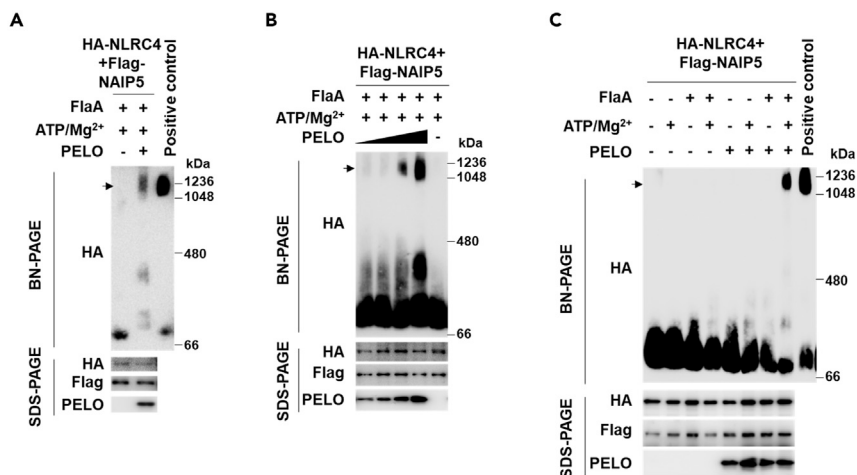 A
HA-NLRC4
+Flag-
NAIP5
Positive control
FlaA + +
ATP/Mg²⁺ + +
PELO - +
kDa
1236
1048
480
66
BN-PAGE
HA
SDS-PAGE
HA
Flag
PELO
B
HA-NLRC4+
Flag-NAIP5
FlaA + + + + +
ATP/Mg²⁺ + + + + +
PELO -
kDa
1236
1048
480
66
BN-PAGE
HA
SDS-PAGE
HA
Flag
PELO
C
HA-NLRC4+
Flag-NAIP5
Positive control
FlaA - - + + - - + +
ATP/Mg²⁺ - + - + - + - +
PELO - - - - + + + +
kDa
1236
1048
480
66
BN-PAGE
HA
SDS-PAGE
HA
Flag
PELO